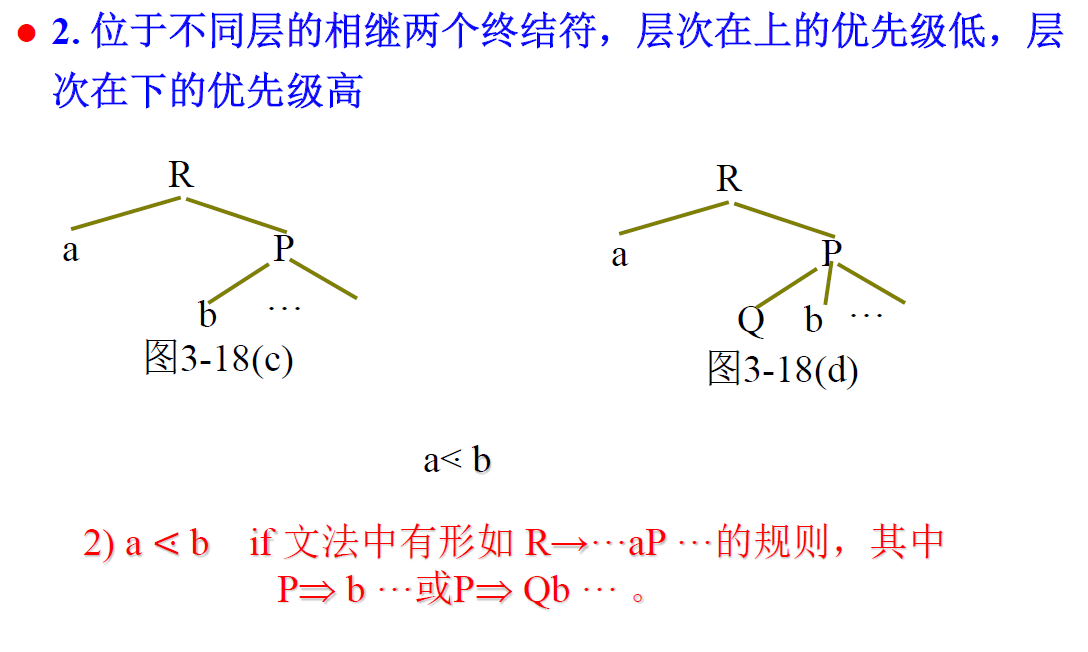 2. 位于不同层的相继两个终结符，层次在上的优先级低，层
次在下的优先级高
R
a
P
b
…
图3-18(c)
R
a
P
Q b …
图3-18(d)
a⋖ b
2) a ⋖ b if 文法中有形如 R→…aP …的规则，其中
P⇒ b …或P⇒ Qb … 。